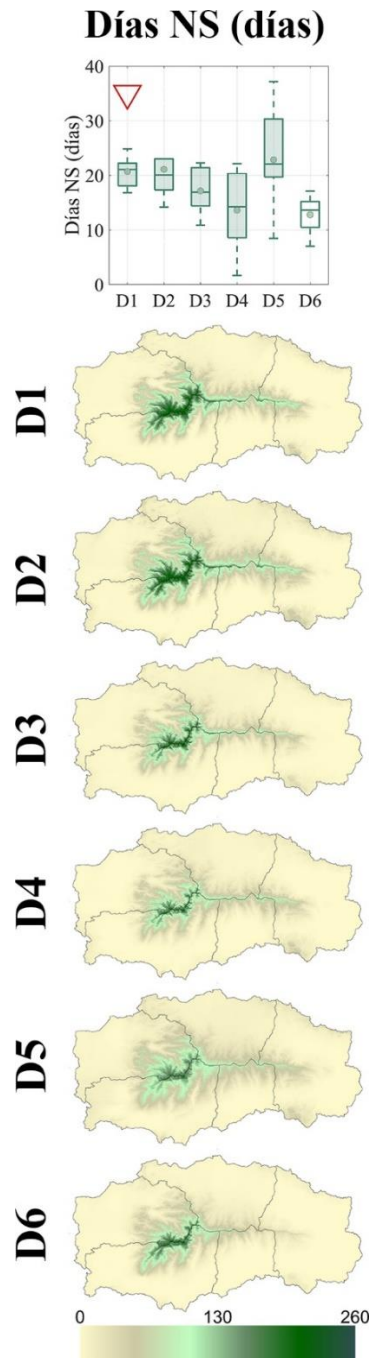 Días NS (días)
40
30
20
10
0
Días NS (días)
D1 D2 D3 D4 D5 D6
D1
D2
D3
D4
D5
D6
0 130 260